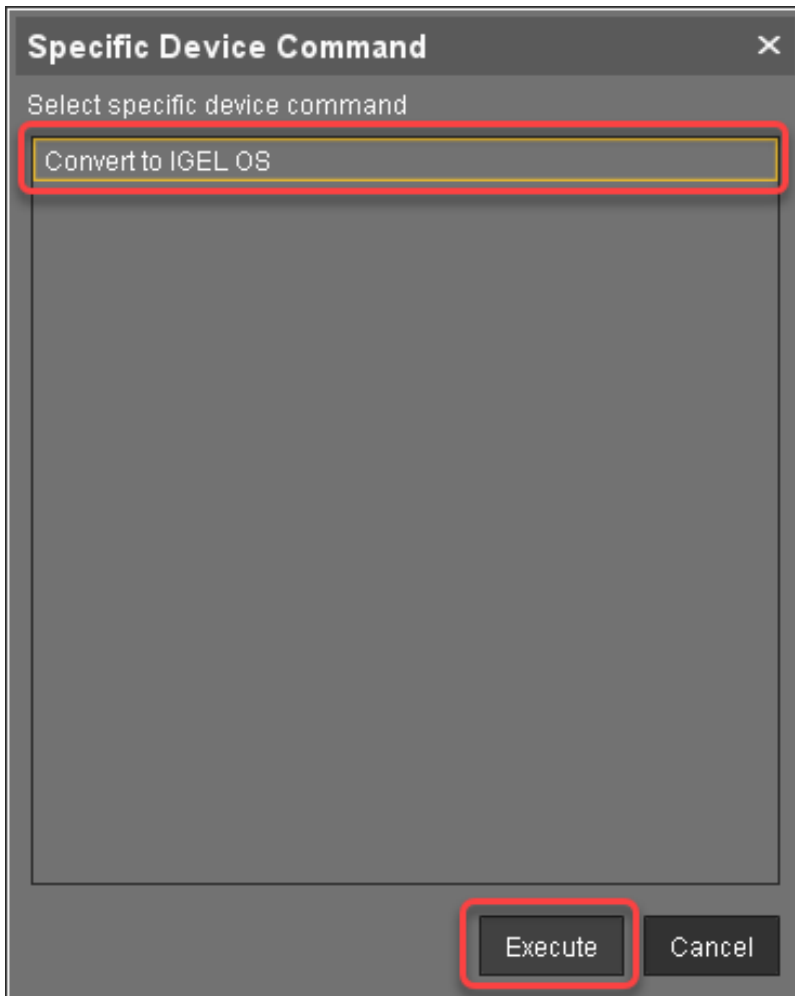 Specific Device Command ×
Select specific device command
Convert to IGEL OS
Execute Cancel